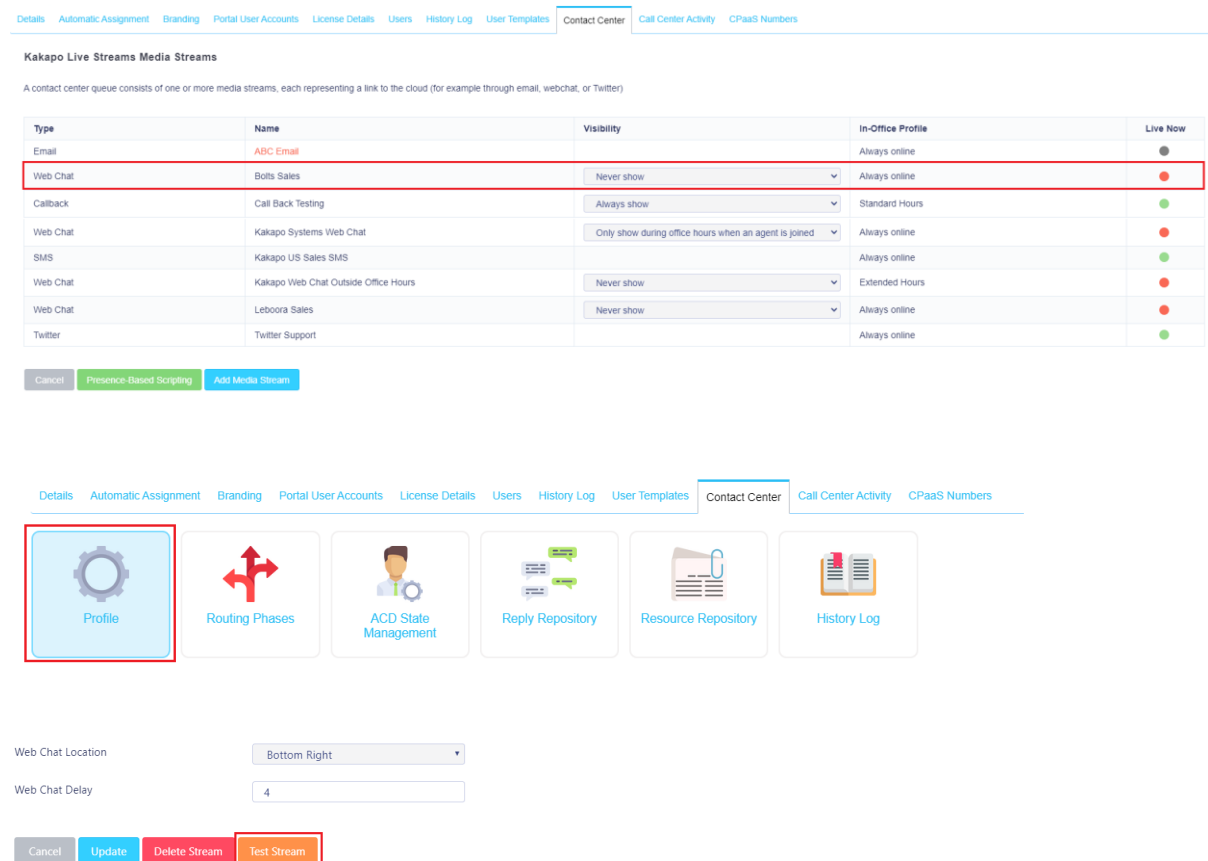 Details Automatic Assignment Branding Portal User Accounts License Details Users History Log User Templates Contact Center Call Center Activity CPaaS Numbers
Kakapo Live Streams Media Streams
A contact center queue consists of one or more media streams, each representing a link to the cloud (for example through email, webchat, or Twitter)
Type Name Visibility In-Office Profile Live Now
Email ABC Email Always online
Web Chat Bolts Sales Never show Always online
Callback Call Back Testing Always show Standard Hours
Web Chat Kakapo Systems Web Chat Only show during office hours when an agent is joined Always online
SMS Kakapo US Sales SMS Always online
Web Chat Kakapo Web Chat Outside Office Hours Never show Extended Hours
Web Chat Leboora Sales Never show Always online
Twitter Twitter Support Always online
Cancel Presence-Based Scripting Add Media Stream
Details Automatic Assignment Branding Portal User Accounts License Details Users History Log User Templates Contact Center Call Center Activity CPaaS Numbers
Profile Routing Phases ACD State Reply Repository Resource Repository History Log
Management
Web Chat Location Bottom Right
Web Chat Delay 4
Cancel Update Delete Stream Test Stream